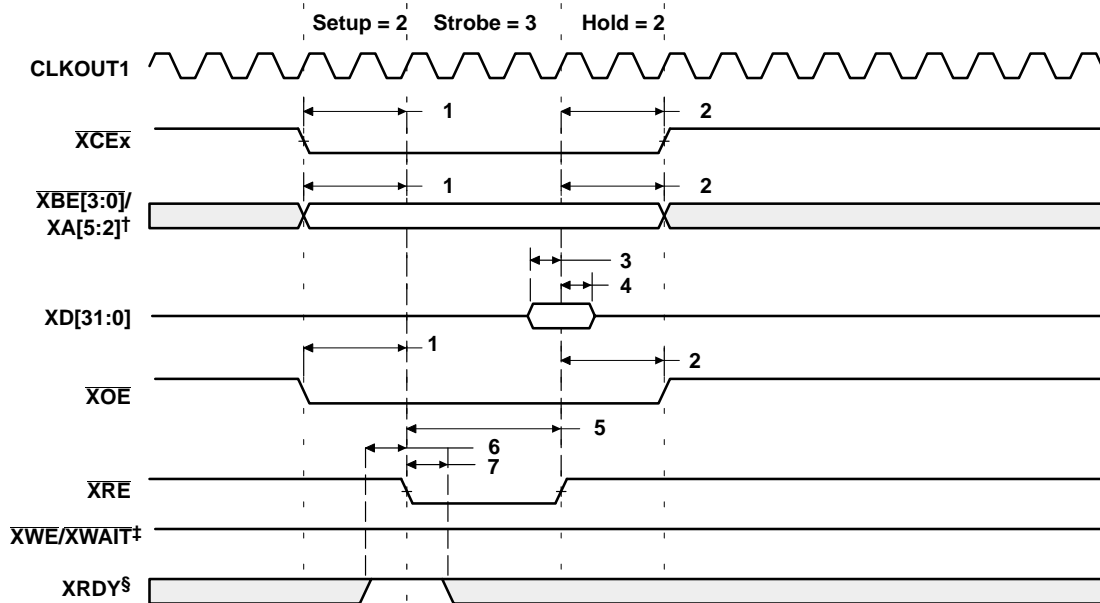 Setup = 2 Strobe = 3 Hold = 2
CLKOUT1
1 2
XCEx
1 2
XBE[3:0]/
XA[5:2]†
3
4
XD[31:0]
1
2
XOE
5
6
7
XRE
XWE/XWAIT‡
XRDY§